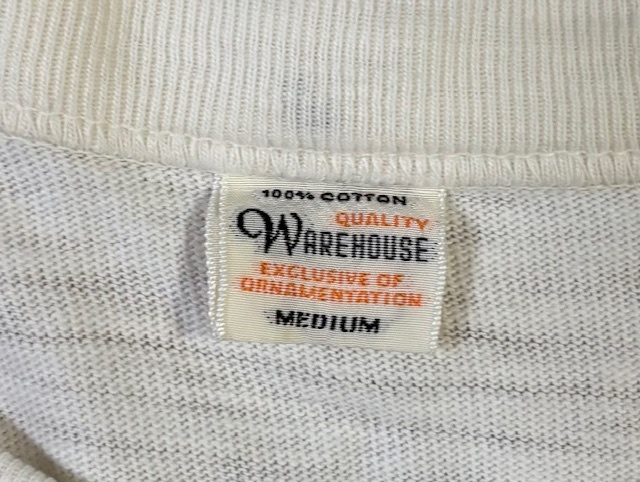 100% COTTON
QUALITY
WAREHOUSE
EXCLUSIVE OF
ORNAMENTATION
MEDIUM